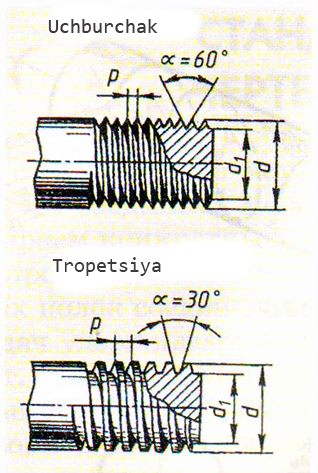 Uchburchak
α=60°
P
d₁
d
Tropetsiya
α=30°
P
d₁
d